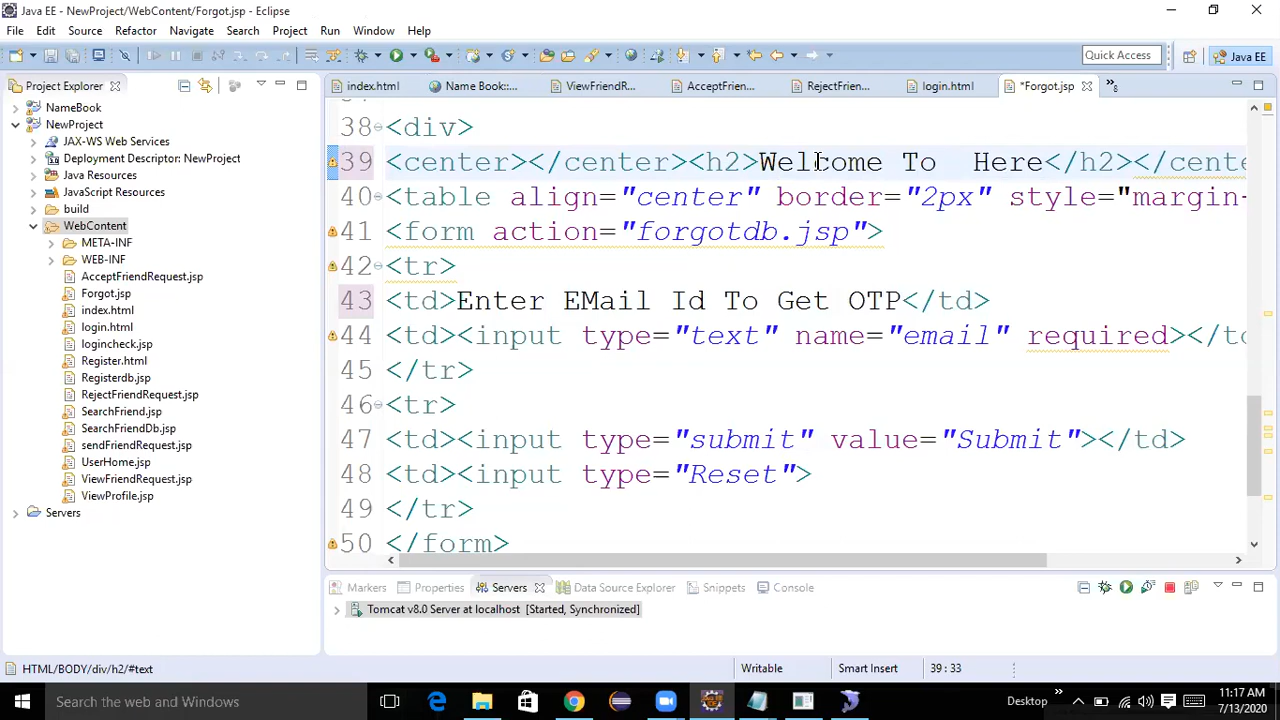 Java EE - NewProject/WebContent/Forgot.jsp - Eclipse
File Edit Source Refactor Navigate Search Project Run Window Help
Quick Access Java EE
Project Explorer
index.html Name Book:... ViewFriendR... AcceptFrien... RejectFrien... login.html *Forgot.jsp »8
NameBook
NewProject
JAX-WS Web Services
Deployment Descriptor: NewProject
Java Resources
JavaScript Resources
build
WebContent
META-INF
WEB-INF
AcceptFriendRequest.jsp
Forgot.jsp
index.html
login.html
logincheck.jsp
Register.html
Registerdb.jsp
RejectFriendRequest.jsp
SearchFriend.jsp
SearchFriendDb.jsp
sendFriendRequest.jsp
UserHome.jsp
ViewFriendRequest.jsp
ViewProfile.jsp
Servers
38 <div>
39 <center></center><h2>Welcome To  Here</h2></cente
40 <table align="center" border="2px" style="margin-
41 <form action="forgotdb.jsp">
42 <tr>
43 <td>Enter EMail Id To Get OTP</td>
44 <td><input type="text" name="email" required></td
45 </tr>
46 <tr>
47 <td><input type="submit" value="Submit"></td>
48 <td><input type="Reset">
49 </tr>
50 </form>
Markers Properties Servers Data Source Explorer Snippets Console
Tomcat v8.0 Server at localhost [Started, Synchronized]
HTML/BODY/div/h2/#text Writable Smart Insert 39 : 33
Search the web and Windows Desktop » 11:17 AM
7/13/2020